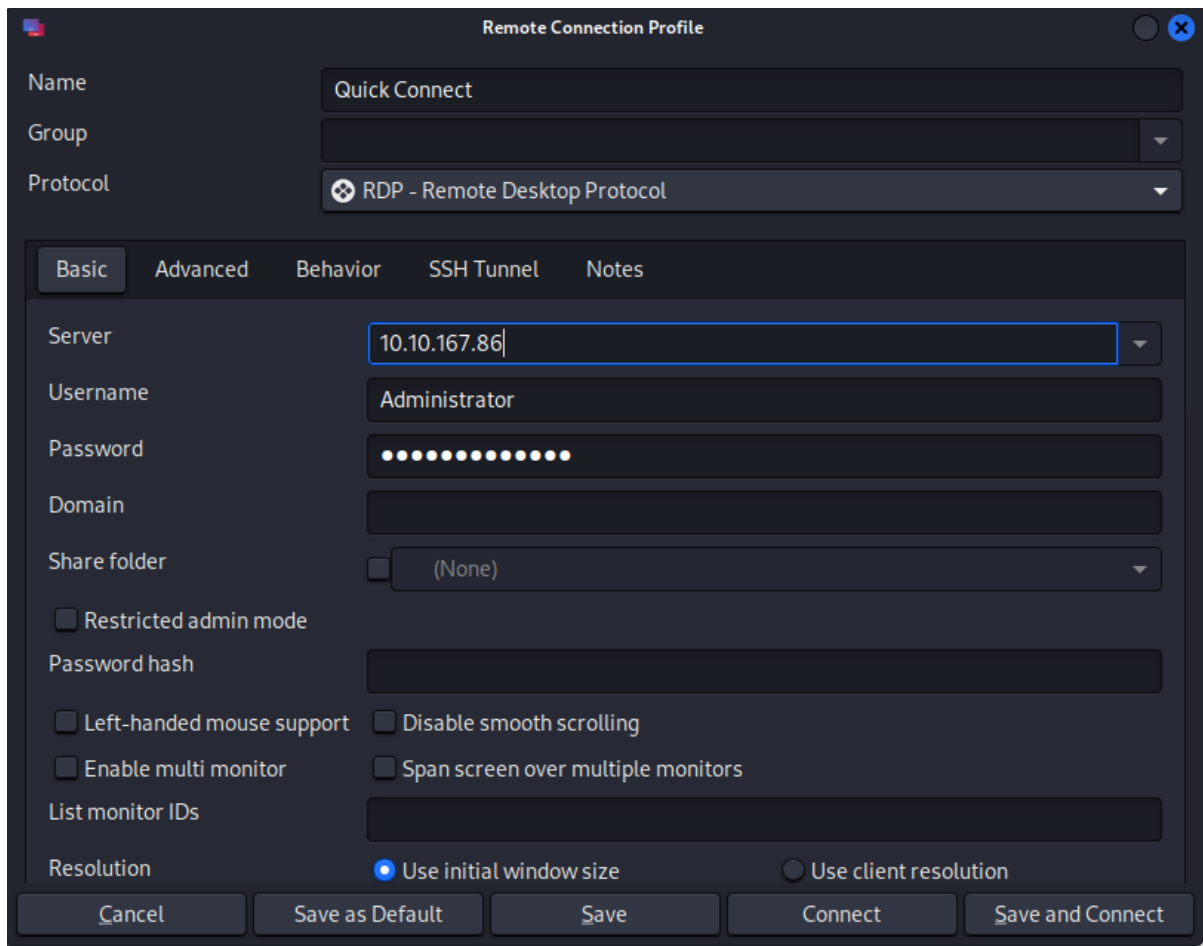 Remote Connection Profile
Name Quick Connect
Group
Protocol RDP - Remote Desktop Protocol
Basic Advanced Behavior SSH Tunnel Notes
Server 10.10.167.86
Username Administrator
Password ●●●●●●●●●●●●●
Domain
Share folder (None)
Restricted admin mode
Password hash
Left-handed mouse support Disable smooth scrolling
Enable multi monitor Span screen over multiple monitors
List monitor IDs
Resolution Use initial window size Use client resolution
Cancel Save as Default Save Connect Save and Connect